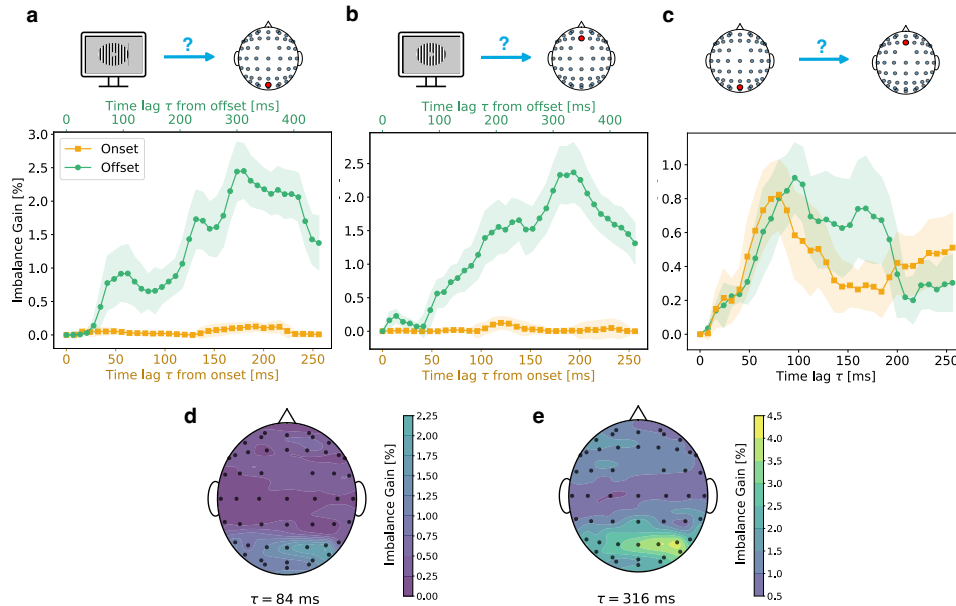 a
b
c
?
?
?
Time lag τ from offset [ms]
0 100 200 300 400
Time lag τ from offset [ms]
0 100 200 300 400
Imbalance Gain [%]
3.0
2.5
2.0
1.5
1.0
0.5
0.0
Onset
Offset
0 50 100 150 200 250
Time lag τ from onset [ms]
2.5
2.0
1.5
1.0
0.5
0.0
0 50 100 150 200 250
Time lag τ from onset [ms]
1.0
0.8
0.6
0.4
0.2
0.0
0 50 100 150 200 250
Time lag τ [ms]
d
τ = 84 ms
Imbalance Gain [%]
2.25
2.00
1.75
1.50
1.25
1.00
0.75
0.50
0.25
0.00
e
τ = 316 ms
Imbalance Gain [%]
4.5
4.0
3.5
3.0
2.5
2.0
1.5
1.0
0.5